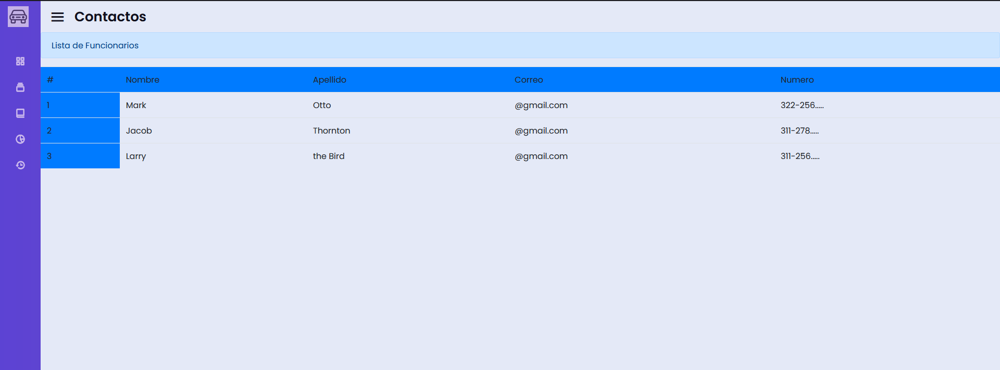 Contactos
Lista de Funcionarios
# Nombre Apellido Correo Numero
1 Mark Otto @gmail.com 322-256.....
2 Jacob Thornton @gmail.com 311-278.....
3 Larry the Bird @gmail.com 311-256.....